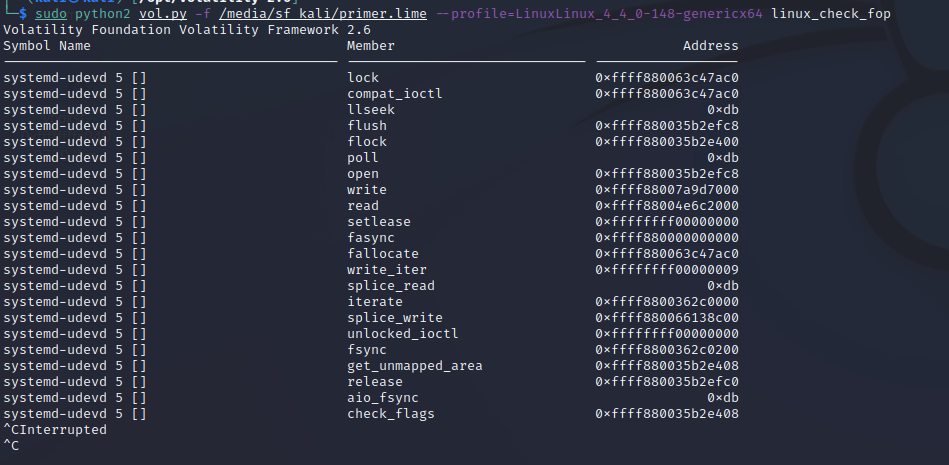 $ sudo python2 vol.py -f /media/sf_kali/primer.lime --profile=LinuxLinux_4_4_0-148-genericx64 linux_check_fop
Volatility Foundation Volatility Framework 2.6
Symbol Name Member Address
systemd-udevd 5 [] lock 0×ffff880063c47ac0
systemd-udevd 5 [] compat_ioctl 0×ffff880063c47ac0
systemd-udevd 5 [] llseek 0×db
systemd-udevd 5 [] flush 0×ffff880035b2efc8
systemd-udevd 5 [] flock 0×ffff880035b2e400
systemd-udevd 5 [] poll 0×db
systemd-udevd 5 [] open 0×ffff880035b2efc8
systemd-udevd 5 [] write 0×ffff88007a9d7000
systemd-udevd 5 [] read 0×ffff88004e6c2000
systemd-udevd 5 [] setlease 0×ffffffff00000000
systemd-udevd 5 [] fasync 0×ffff880000000000
systemd-udevd 5 [] fallocate 0×ffff880063c47ac0
systemd-udevd 5 [] write_iter 0×ffffffff00000009
systemd-udevd 5 [] splice_read 0×db
systemd-udevd 5 [] iterate 0×ffff8800362c0000
systemd-udevd 5 [] splice_write 0×ffff880066138c00
systemd-udevd 5 [] unlocked_ioctl 0×ffffffff00000000
systemd-udevd 5 [] fsync 0×ffff8800362c0200
systemd-udevd 5 [] get_unmapped_area 0×ffff880035b2e408
systemd-udevd 5 [] release 0×ffff880035b2efc0
systemd-udevd 5 [] aio_fsync 0×db
systemd-udevd 5 [] check_flags 0×ffff880035b2e408
^CInterrupted
^C